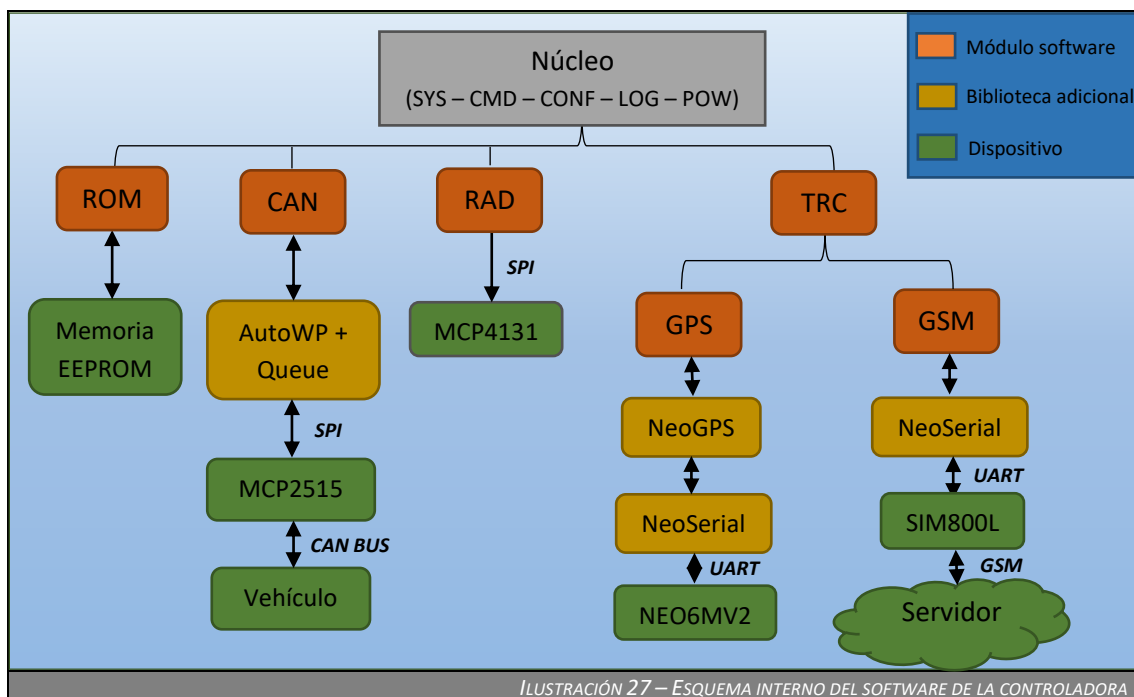 Núcleo
(SYS – CMD – CONF – LOG – POW)
Módulo software
Biblioteca adicional
Dispositivo
ROM
CAN
RAD
TRC
SPI
Memoria
EEPROM
AutoWP +
Queue
MCP4131
GPS
GSM
SPI
NeoGPS
NeoSerial
MCP2515
UART
CAN BUS
NeoSerial
SIM800L
UART
GSM
Vehículo
NEO6MV2
Servidor
ILUSTRACIÓN 27 – ESQUEMA INTERNO DEL SOFTWARE DE LA CONTROLADORA